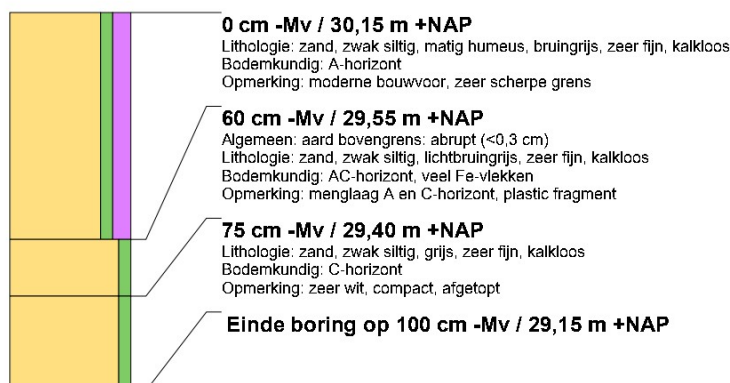 0 cm -Mv / 30,15 m +NAP
Lithologie: zand, zwak siltig, matig humeus, bruingrijs, zeer fijn, kalkloos
Bodemkundig: A-horizont
Opmerking: moderne bouwvoor, zeer scherpe grens
60 cm -Mv / 29,55 m +NAP
Algemeen: aard bovengrens: abrupt (<0,3 cm)
Lithologie: zand, zwak siltig, lichtbruingrijs, zeer fijn, kalkloos
Bodemkundig: AC-horizont, veel Fe-vlekken
Opmerking: menglaag A en C-horizont, plastic fragment
75 cm -Mv / 29,40 m +NAP
Lithologie: zand, zwak siltig, grijs, zeer fijn, kalkloos
Bodemkundig: C-horizont
Opmerking: zeer wit, compact, afgetopt
Einde boring op 100 cm -Mv / 29,15 m +NAP